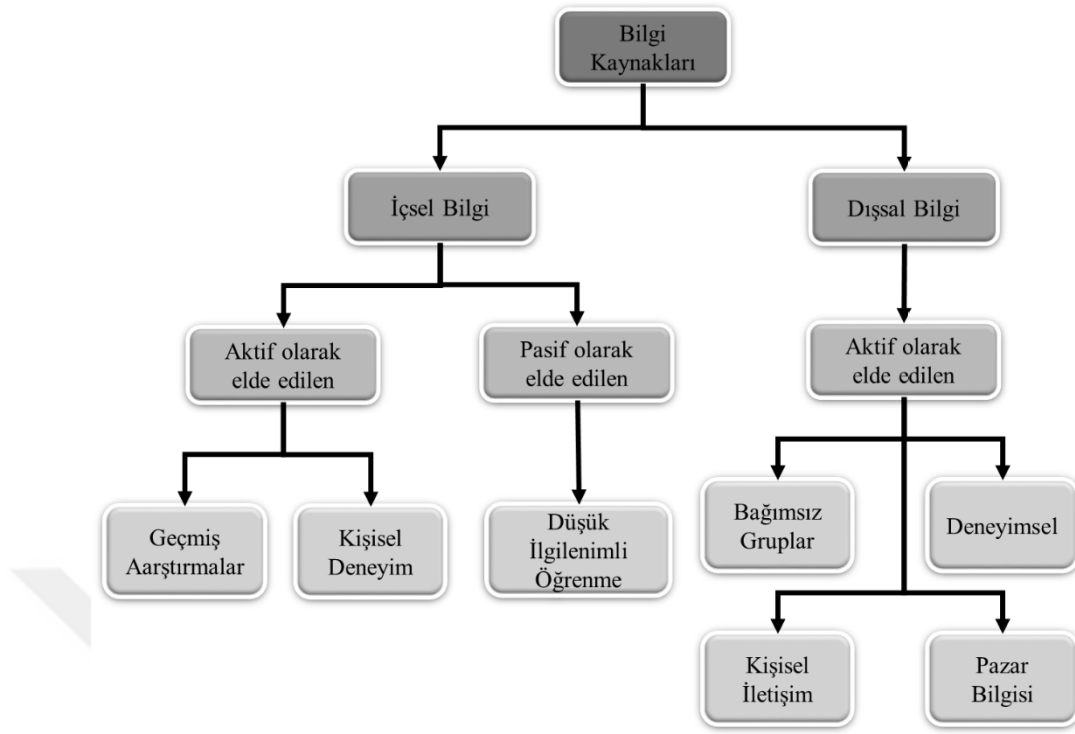 Bilgi
Kaynakları
İçsel Bilgi
Dışsal Bilgi
Aktif olarak
elde edilen
Pasif olarak
elde edilen
Aktif olarak
elde edilen
Geçmiş
Aarştırmalar
Kişisel
Deneyim
Düşük
İlgilenimli
Öğrenme
Bağımsız
Gruplar
Deneyimsel
Kişisel
İletişim
Pazar
Bilgisi